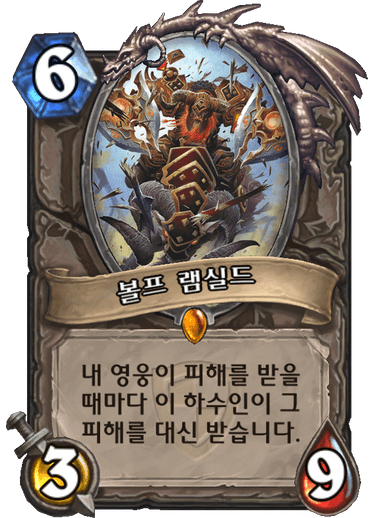 6
볼프 램실드
내 영웅이 피해를 받을
때마다 이 하수인이 그
피해를 대신 받습니다.
3
9